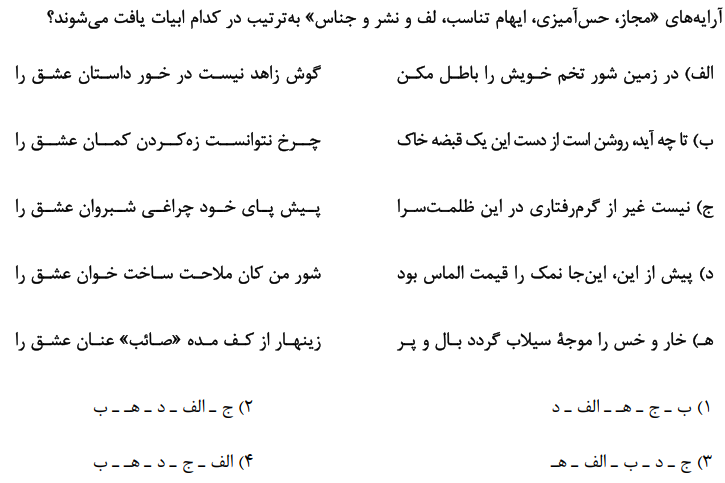 آرایه‌های «مجاز، حس‌آمیزی، ایهام تناسب، لف و نشر و جناس» به‌ترتیب در کدام ابیات یافت می‌شوند؟
الف) در زمین شور تخم خویش را باطل مکن گوش زاهد نیست در خور داستان عشق را
ب) تا چه آید، روشن است از دست این یک قبضه خاک چرخ نتوانست زه‌کردن کمان عشق را
ج) نیست غیر از گرم‌رفتاری در این ظلمت‌سرا پیش پای خود چراغی شبروان عشق را
د) پیش از این، این‌جا نمک را قیمت الماس بود شور من کان ملاحت ساخت خوان عشق را
هـ) خار و خس را موجهٔ سیلاب گردد بال و پر زینهار از کف مده «صائب» عنان عشق را
۱) ب ـ ج ـ هـ ـ الف ـ د ۲) ج ـ الف ـ د ـ هـ ـ ب
۳) ج ـ د ـ ب ـ الف ـ هـ ۴) الف ـ ج ـ د ـ هـ ـ ب